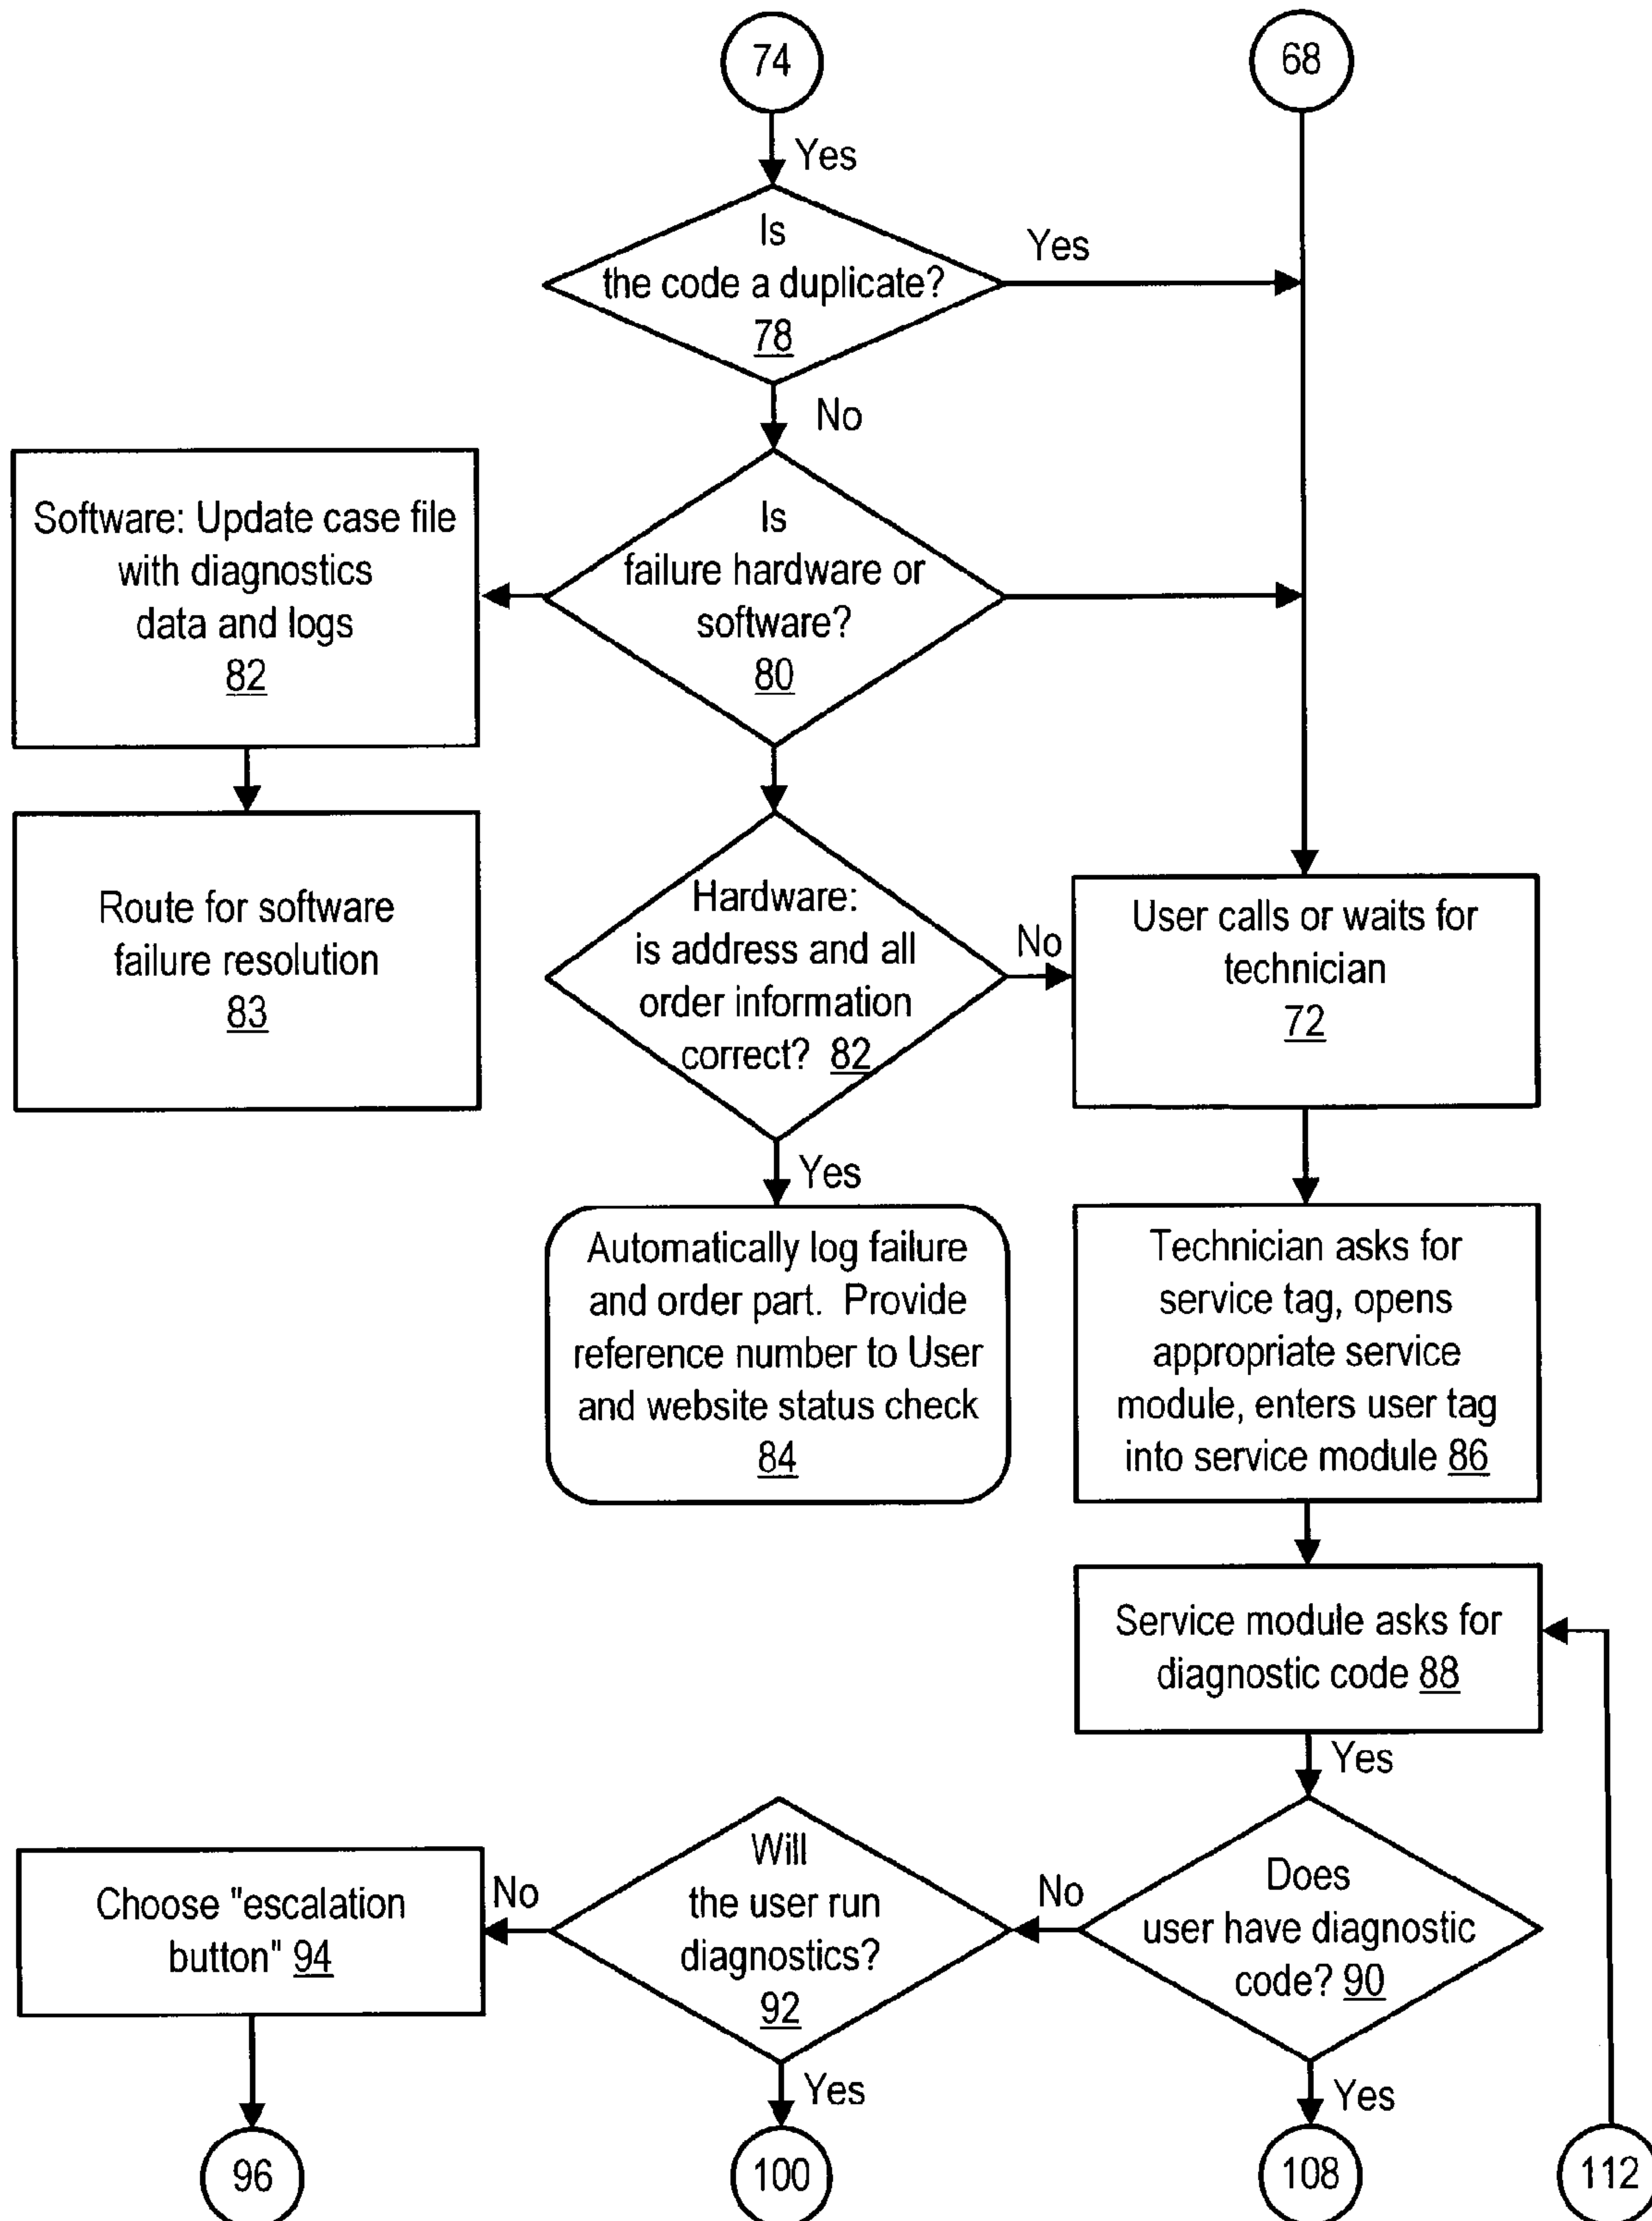 74
68
Yes
Is
the code a duplicate?
78
Yes
No
Software: Update case file
with diagnostics
data and logs
82
Is
failure hardware or
software?
80
Route for software
failure resolution
83
Hardware:
is address and all
order information
correct? 82
No
User calls or waits for
technician
72
Yes
Automatically log failure
and order part. Provide
reference number to User
and website status check
84
Technician asks for
service tag, opens
appropriate service
module, enters user tag
into service module 86
Service module asks for
diagnostic code 88
Yes
Choose "escalation
button" 94
No
Will
the user run
diagnostics?
92
No
Does
user have diagnostic
code? 90
Yes
Yes
96
100
108
112